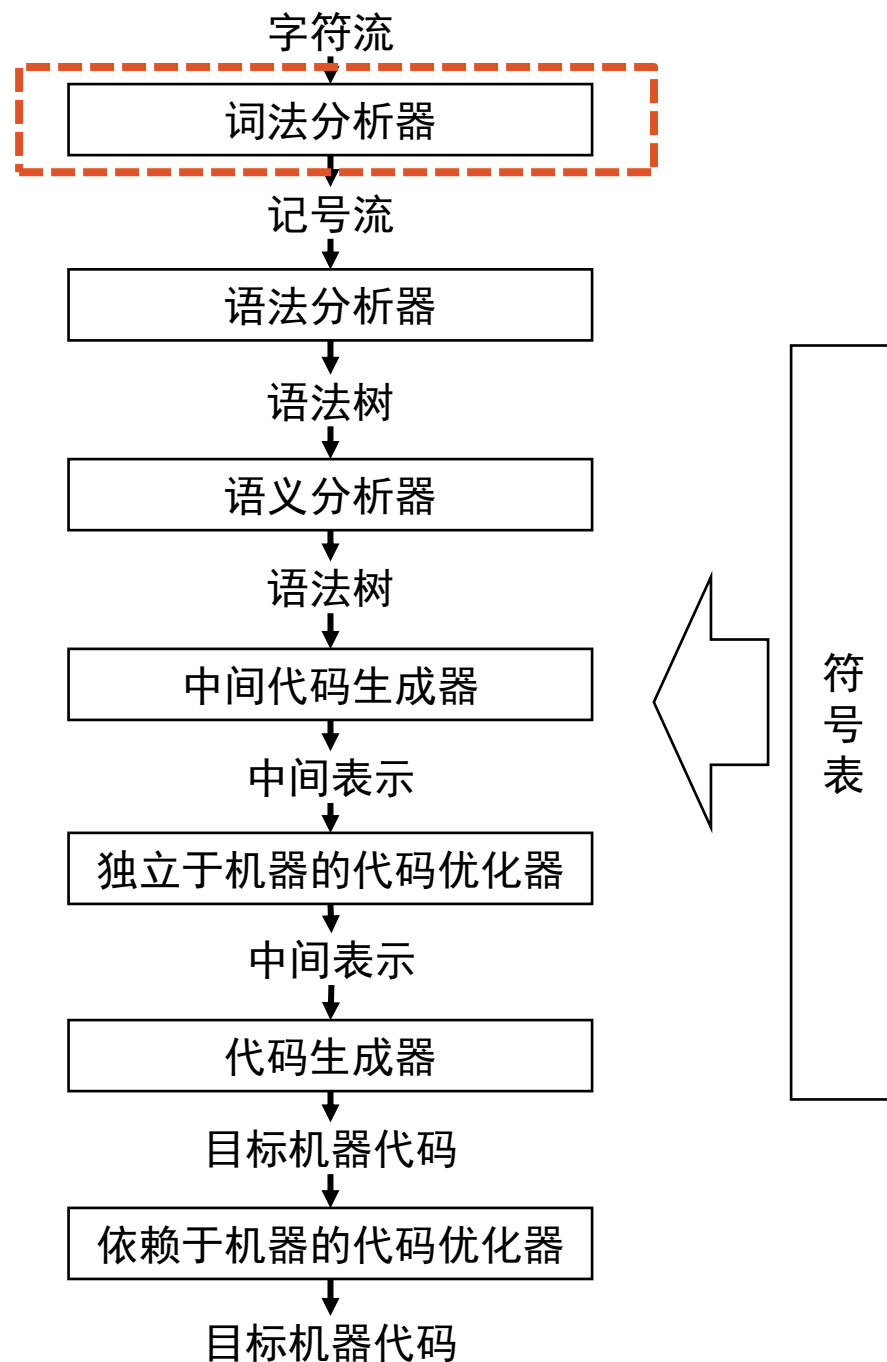 字符流
词法分析器
记号流
语法分析器
语法树
语义分析器
语法树
中间代码生成器
中间表示
独立于机器的代码优化器
中间表示
代码生成器
目标机器代码
依赖于机器的代码优化器
目标机器代码
符
号
表